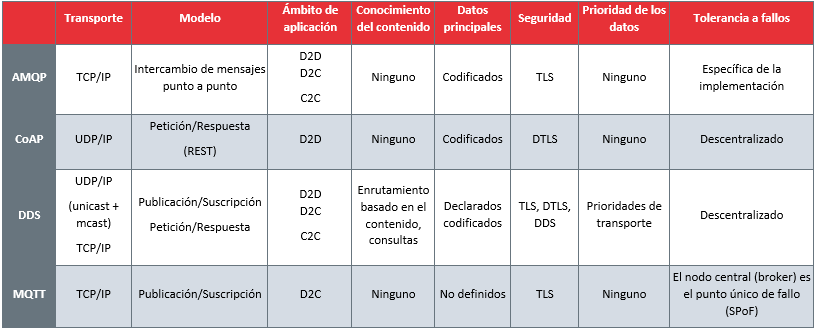 Transporte
Modelo
Ámbito de
aplicación
Conocimiento
del contenido
Datos
principales
Seguridad
Prioridad de los
datos
Tolerancia a fallos
AMQP
TCP/IP
Intercambio de mensajes
punto a punto
D2D
D2C
C2C
Ninguno
Codificados
TLS
Ninguno
Específica de la
implementación
CoAP
UDP/IP
Petición/Respuesta
(REST)
D2D
Ninguno
Codificados
DTLS
Ninguno
Descentralizado
DDS
UDP/IP
(unicast +
mcast)
TCP/IP
Publicación/Suscripción
Petición/Respuesta
D2D
D2C
C2C
Enrutamiento
basado en el
contenido,
consultas
Declarados
codificados
TLS, DTLS,
DDS
Prioridades de
transporte
Descentralizado
MQTT
TCP/IP
Publicación/Suscripción
D2C
Ninguno
No definidos
TLS
Ninguno
El nodo central (broker) es
el punto único de fallo
(SPoF)